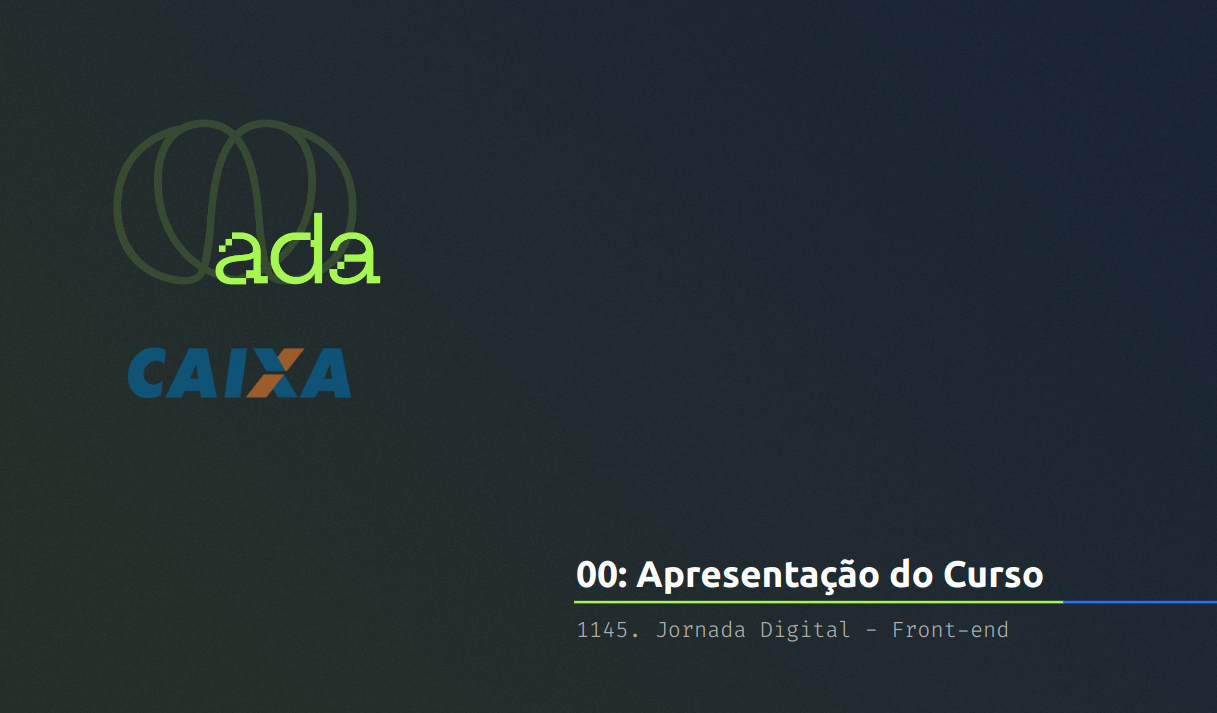 ada
CAIXA
00: Apresentação do Curso
1145. Jornada Digital - Front-end